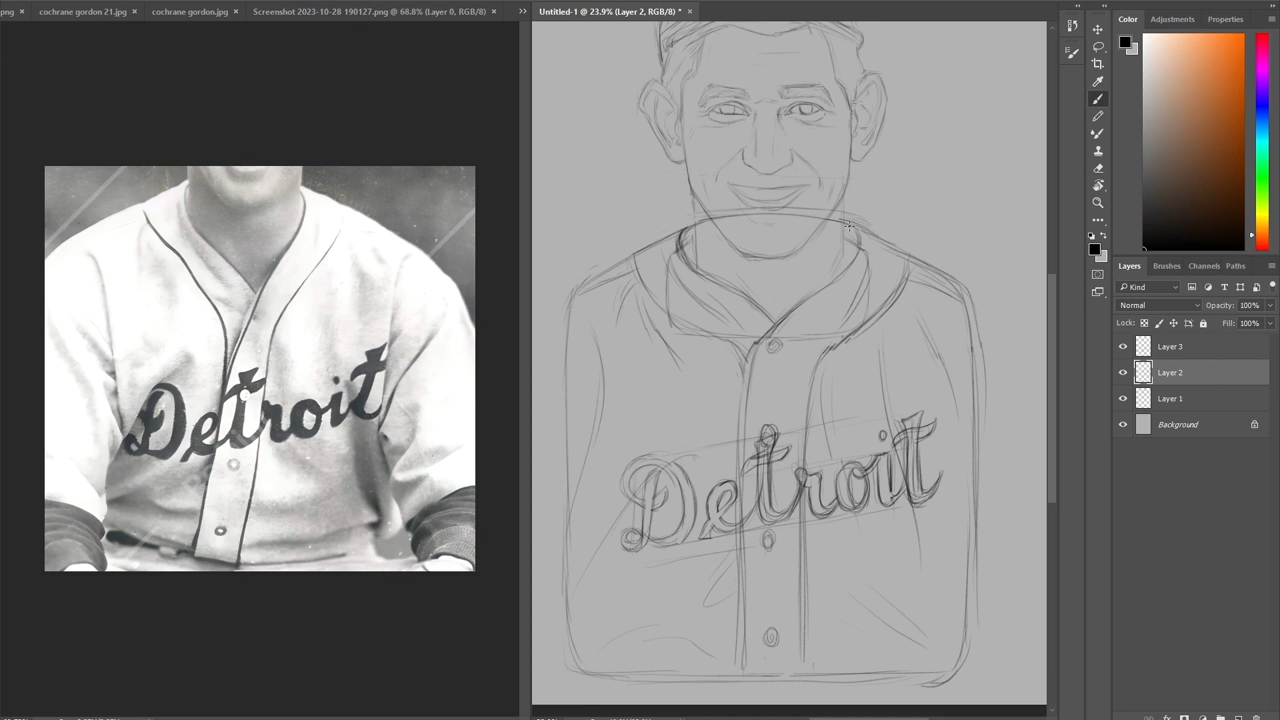 png
cochrane gordon 21.jpg
cochrane gordon.jpg
Screenshot 2023-10-28 190127.png @ 68.8% (Layer 0, RGB/8)
Untitled-1 @ 23.9% (Layer 2, RGB/8) *
Color
Adjustments
Properties
Layers
Brushes
Channels
Paths
Kind
Normal
Opacity: 100%
Lock:
Fill: 100%
Layer 3
Layer 2
Layer 1
Background
Detroit
Detroit